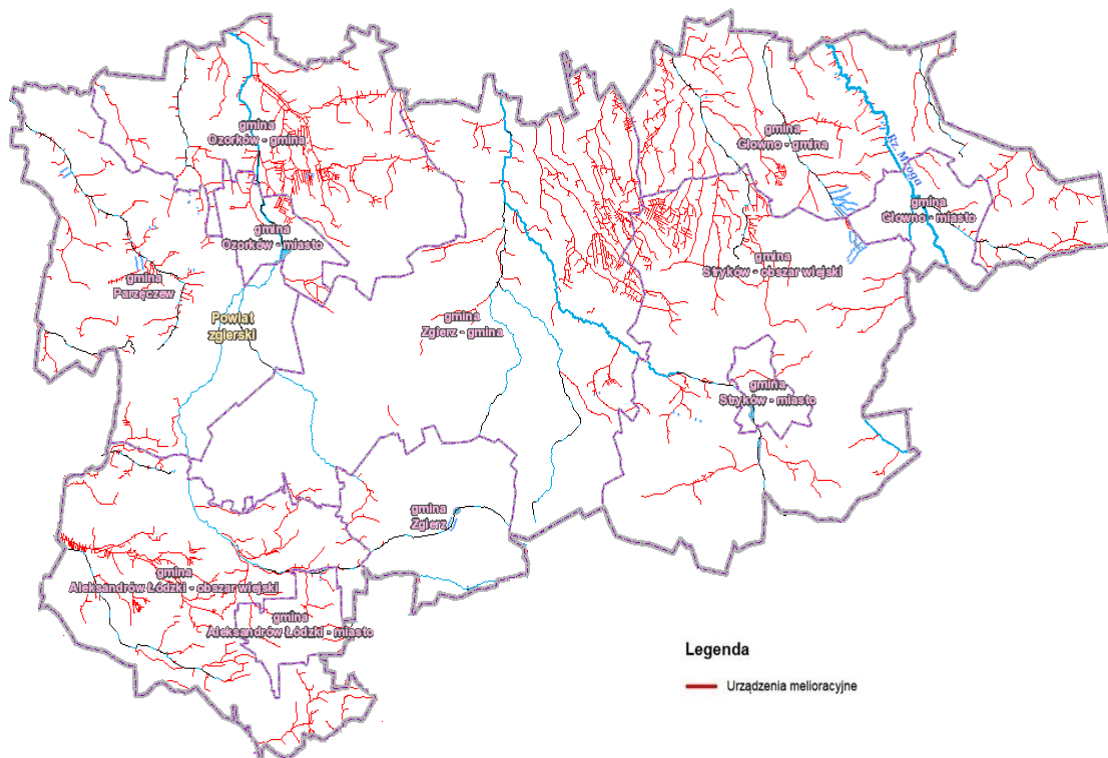 gmina
Ozorków - gmina
gmina
Głowno - gmina
Rz. Mroga
gmina
Głowno - miasto
gmina
Ozorków - miasto
gmina
Stryków - obszar wiejski
gmina
Parzęczew
Powiat
zgierski
gmina
Zgierz - gmina
gmina
Stryków - miasto
gmina
Zgierz
gmina
Aleksandrów Łódzki - obszar wiejski
gmina
Aleksandrów Łódzki - miasto
Legenda
Urządzenia melioracyjne